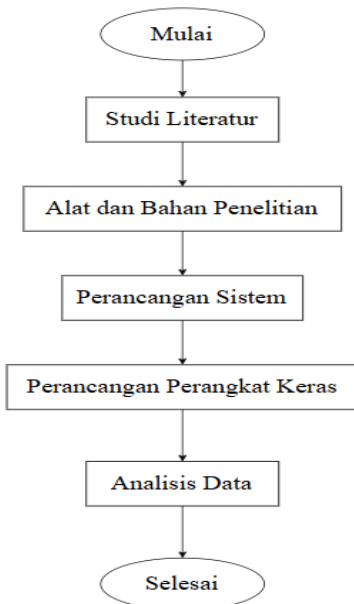 Mulai
Studi Literatur
Alat dan Bahan Penelitian
Perancangan Sistem
Perancangan Perangkat Keras
Analisis Data
Selesai